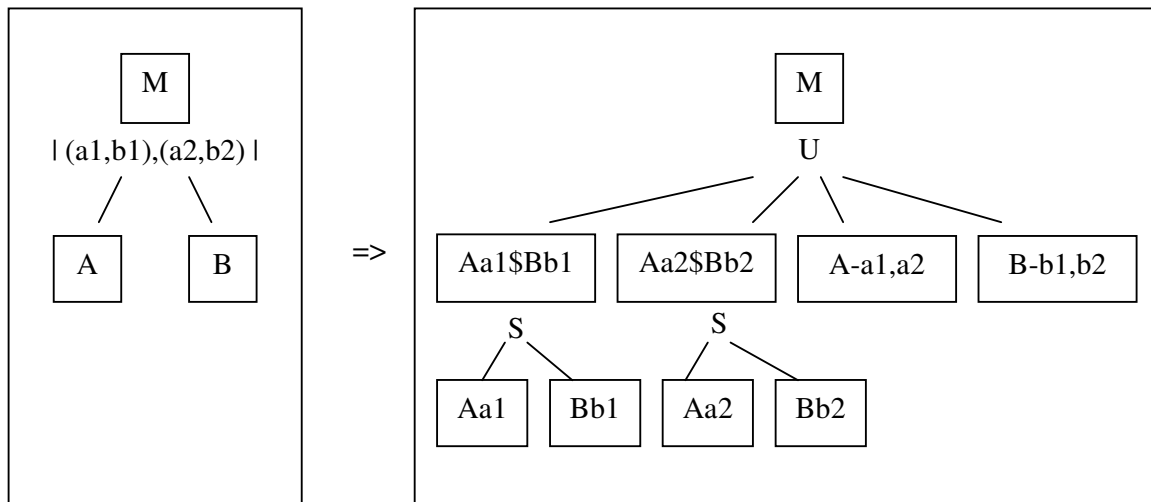 M
| (a1,b1),(a2,b2) |
A B
=>
M
U
Aa1$Bb1 Aa2$Bb2 A-a1,a2 B-b1,b2
S S
Aa1 Bb1 Aa2 Bb2